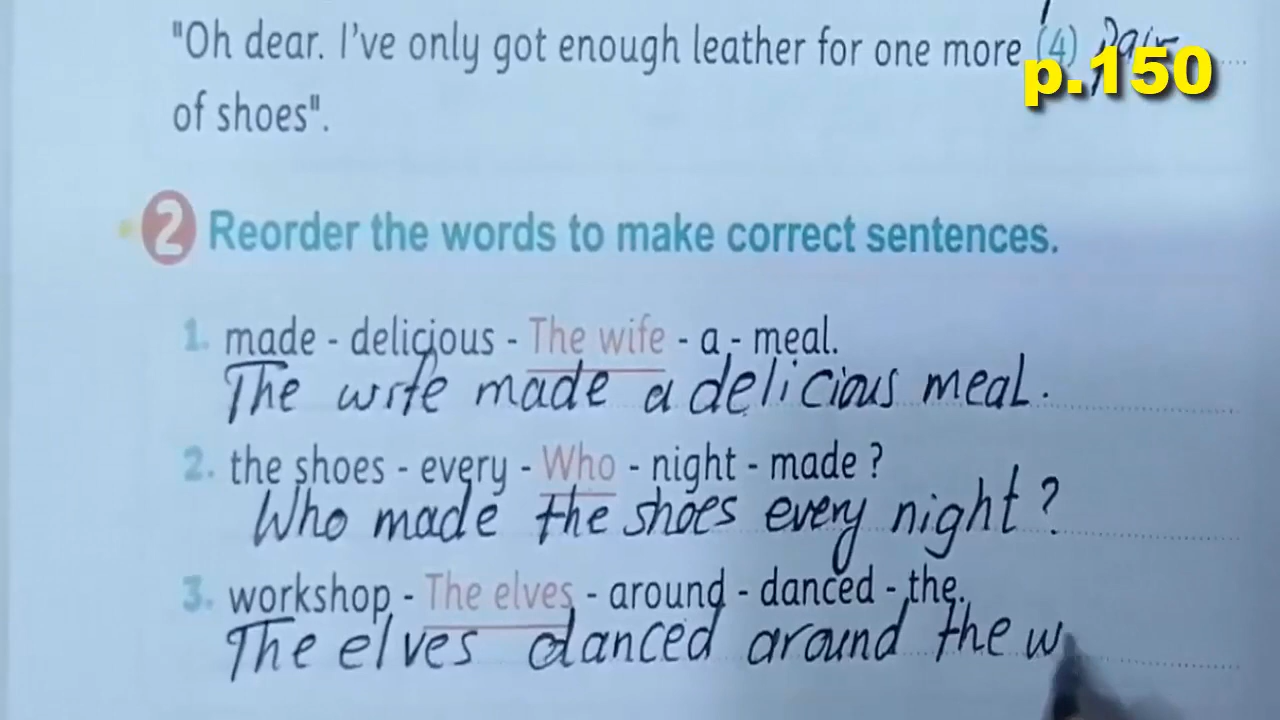 "Oh dear. I've only got enough leather for one more (4) Pair
p.150
of shoes".
2 Reorder the words to make correct sentences.
1. made - delicious - The wife - a - meal.
The wife made a delicious meal.
2. the shoes - every - Who - night - made ?
Who made the shoes every night ?
3. workshop - The elves - around - danced - the.
The elves danced around the w